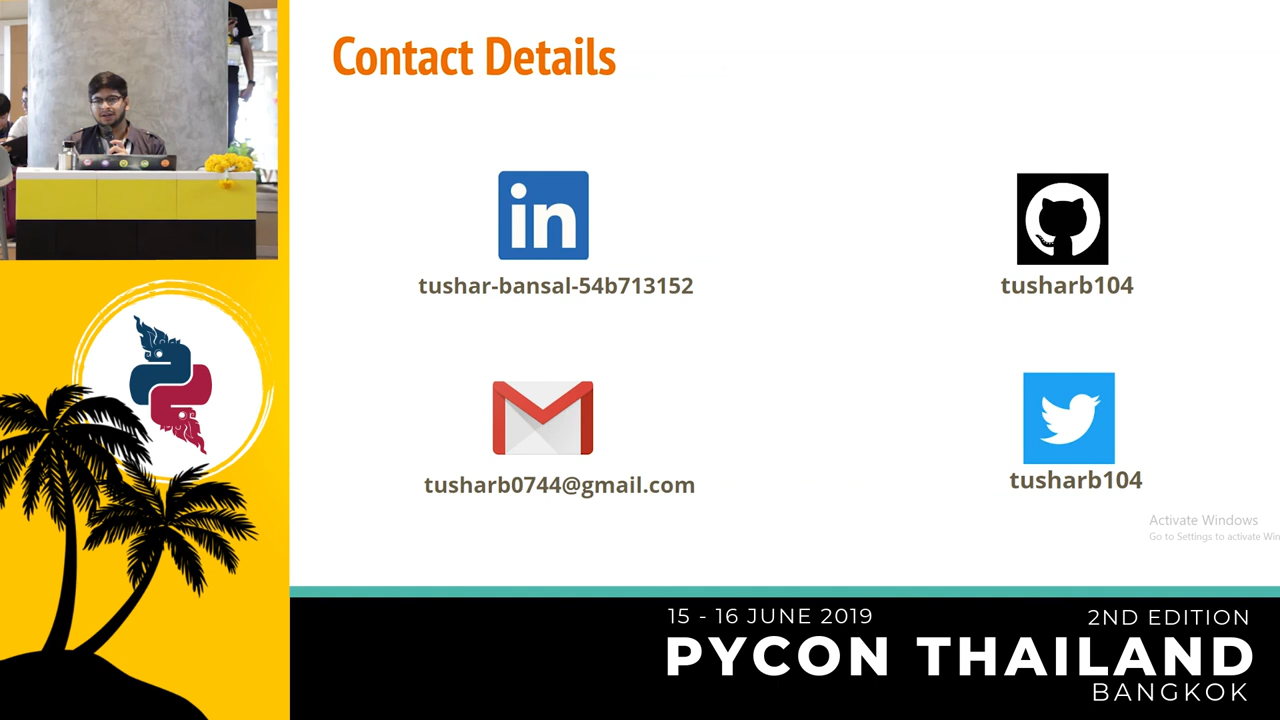 Contact Details
in
tushar-bansal-54b713152
tusharb104
tusharb0744@gmail.com
tusharb104
Activate Windows
Go to Settings to activate Win
15 - 16 JUNE 2019
2ND EDITION
PYCON THAILAND
BANGKOK